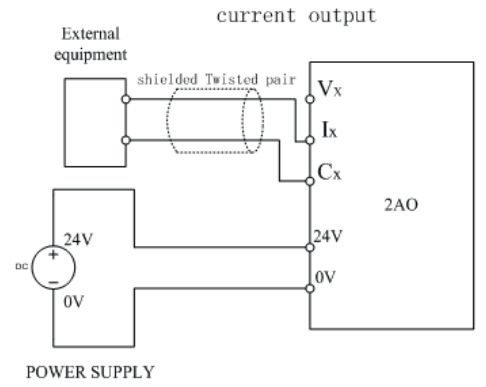 current output
External
equipment
shielded Twisted pair
Vx
Ix
Cx
2AO
24V
0V
DC
+
24V
−
0V
POWER SUPPLY